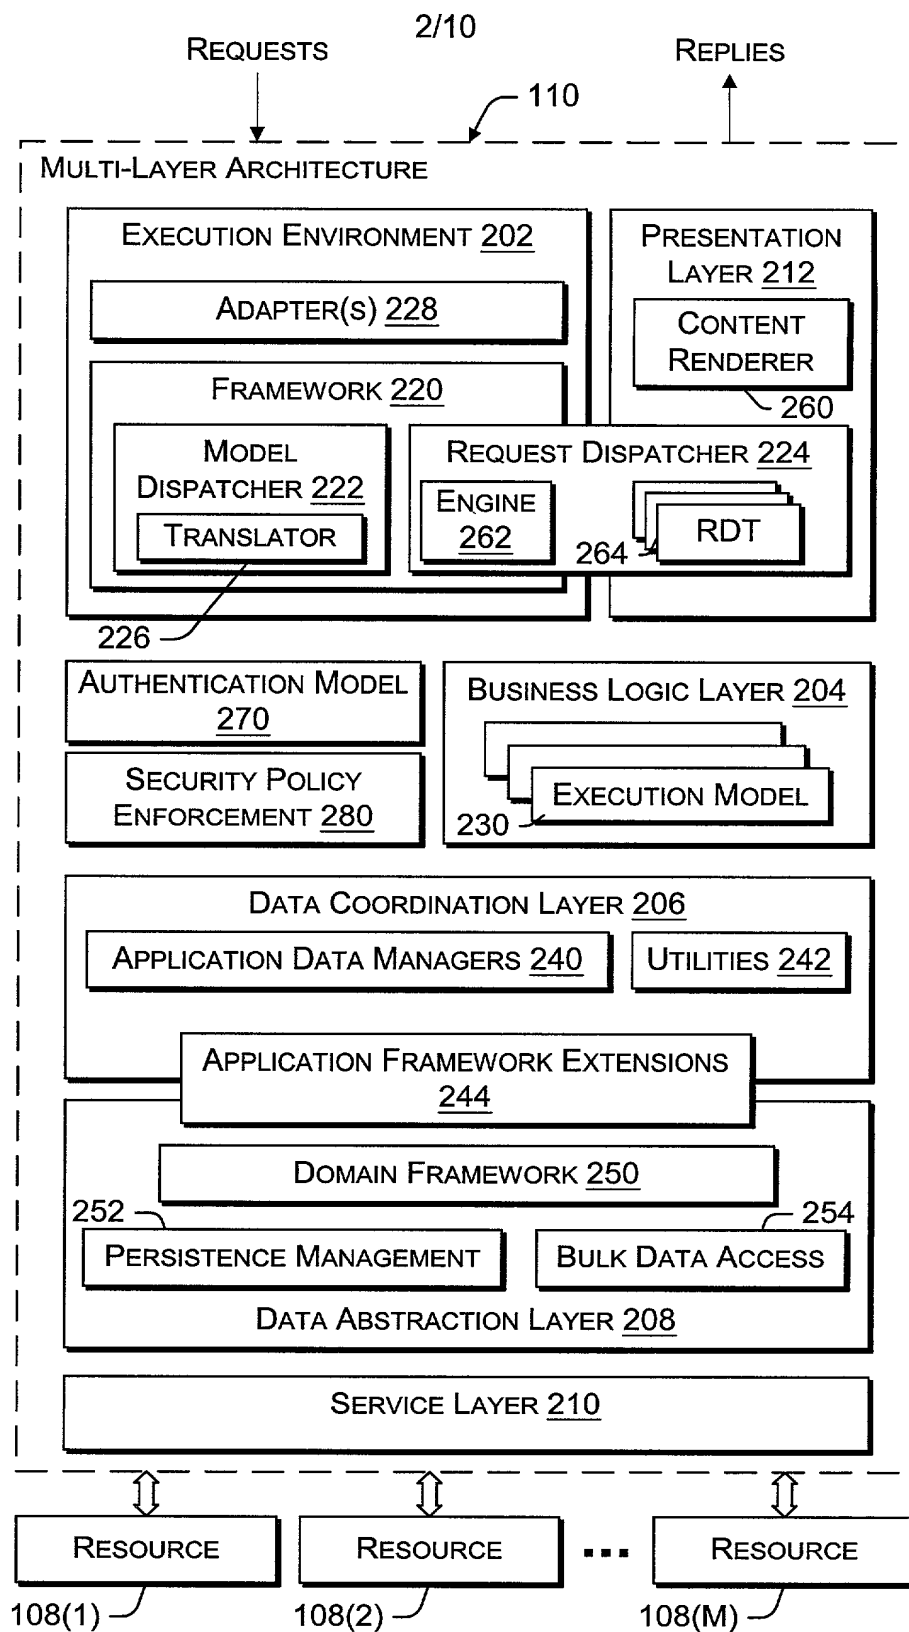 2/10
REQUESTS
REPLIES
110
MULTI-LAYER ARCHITECTURE
EXECUTION ENVIRONMENT 202
ADAPTER(S) 228
FRAMEWORK 220
MODEL
DISPATCHER 222
TRANSLATOR
226
PRESENTATION
LAYER 212
CONTENT
RENDERER
260
REQUEST DISPATCHER 224
ENGINE
262
264
RDT
AUTHENTICATION MODEL
270
SECURITY POLICY
ENFORCEMENT 280
BUSINESS LOGIC LAYER 204
EXECUTION MODEL
230
DATA COORDINATION LAYER 206
APPLICATION DATA MANAGERS 240
UTILITIES 242
APPLICATION FRAMEWORK EXTENSIONS
244
DOMAIN FRAMEWORK 250
252
PERSISTENCE MANAGEMENT
254
BULK DATA ACCESS
DATA ABSTRACTION LAYER 208
SERVICE LAYER 210
RESOURCE
RESOURCE
...
RESOURCE
108(1)
108(2)
108(M)